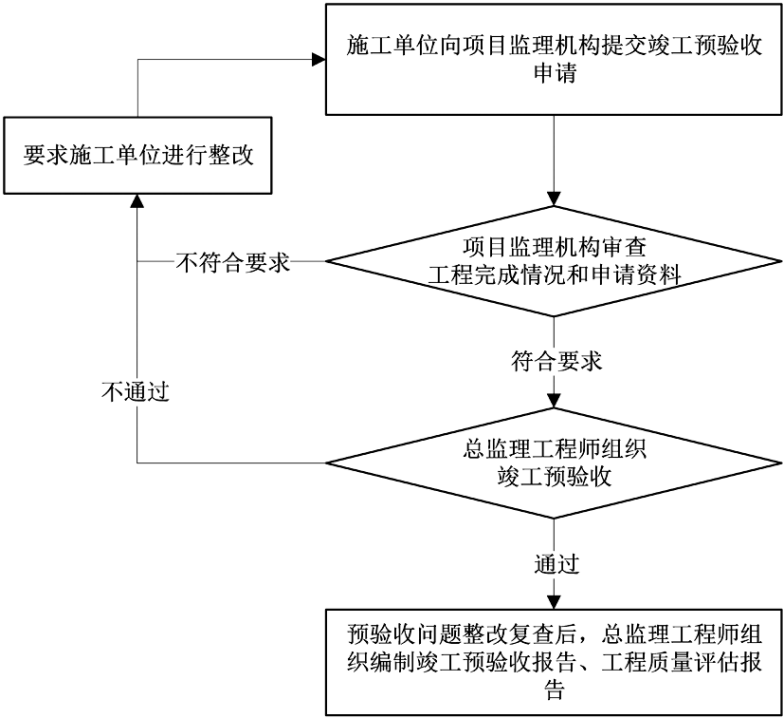 施工单位向项目监理机构提交竣工预验收
申请
要求施工单位进行整改
项目监理机构审查
工程完成情况和申请资料
不符合要求
符合要求
不通过
总监理工程师组织
竣工预验收
通过
预验收问题整改复查后，总监理工程师组
织编制竣工预验收报告、工程质量评估报
告